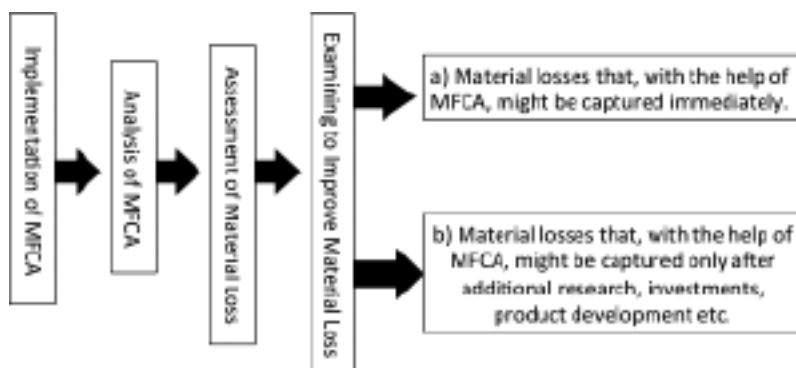 Implementation of MFCA
Analysis of MFCA
Assessment of Material Loss
Examining to Improve Material Loss
a) Material losses that, with the help of
MFCA, might be captured immediately.
b) Material losses that, with the help of
MFCA, might be captured only after
additional research, investments,
product development etc.